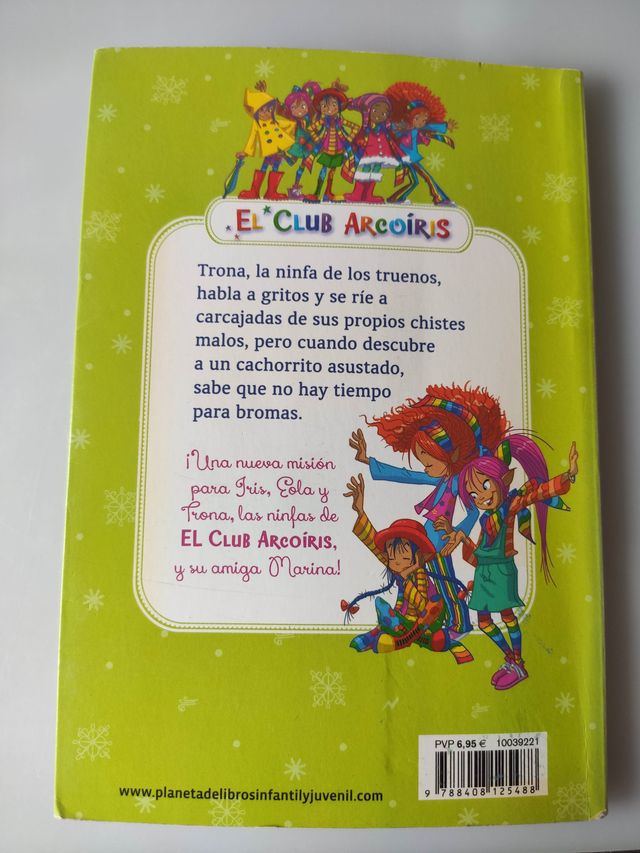 EL CLUB ARCOÍRIS
Trona, la ninfa de los truenos,
habla a gritos y se ríe a
carcajadas de sus propios chistes
malos, pero cuando descubre
a un cachorrito asustado,
sabe que no hay tiempo
para bromas.
¡Una nueva misión
para Iris, Eola y
Trona, las ninfas de
EL CLUB ARCOÍRIS,
y su amiga Marina!
PVP 6,95 € 10039221
9 788408 125488
www.planetadelibrosinfantilyjuvenil.com